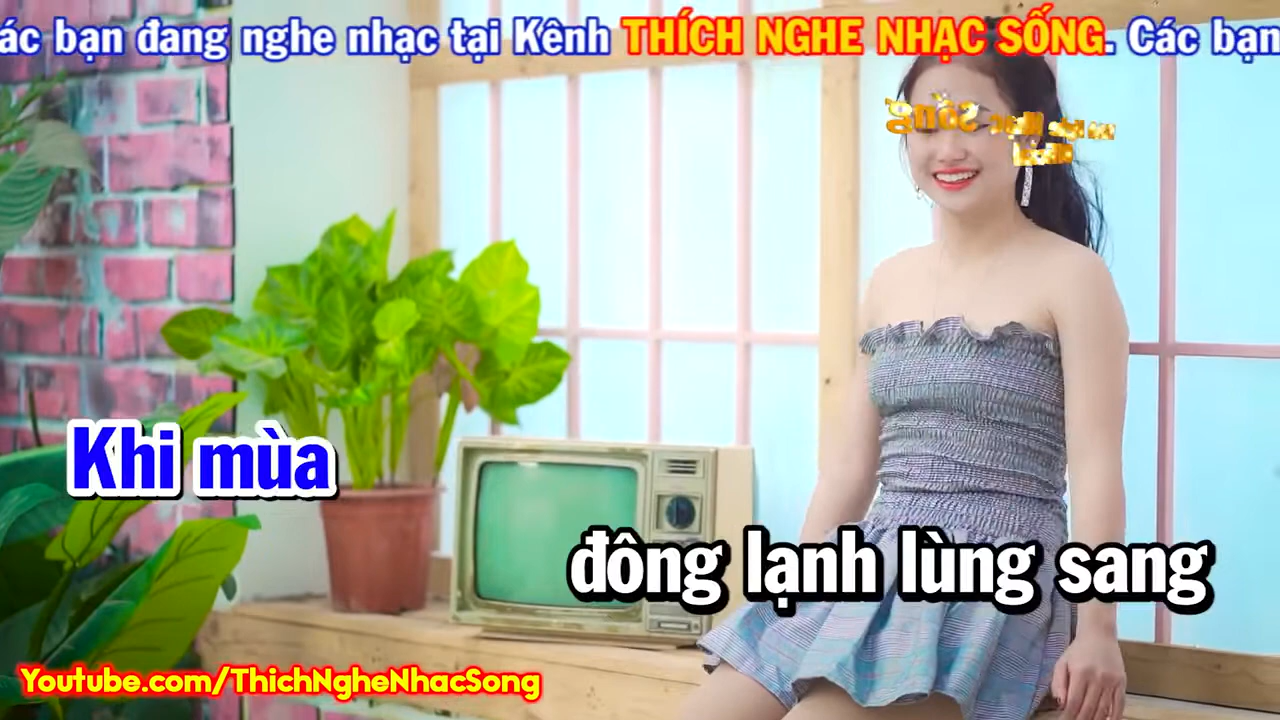 ác bạn đang nghe nhạc tại Kênh THÍCH NGHE NHẠC SỐNG. Các bạn
Sống
Khi mùa
đông lạnh lùng sang
Youtube.com/ThichNgheNhacSong